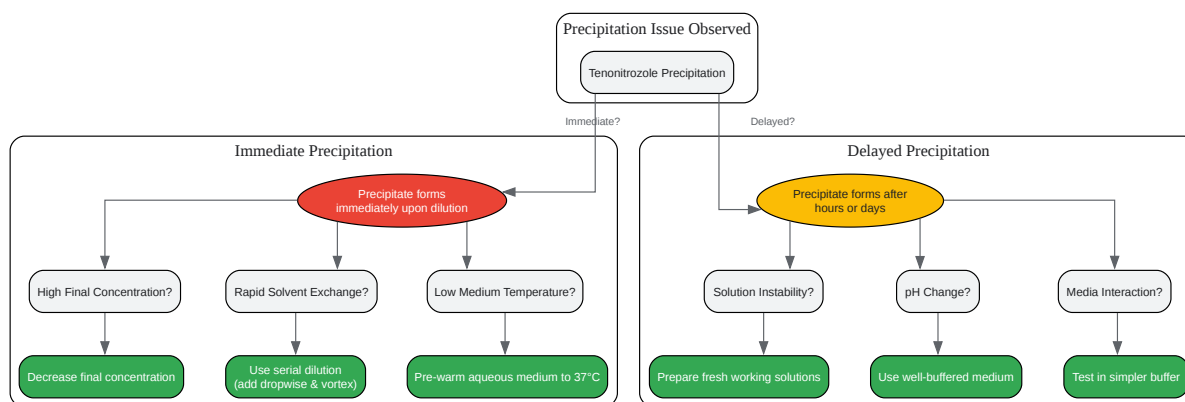 Precipitation Issue Observed
Tenonitrozole Precipitation
Immediate?
Delayed?
Immediate Precipitation
Delayed Precipitation
Precipitate forms
immediately upon dilution
Precipitate forms after
hours or days
High Final Concentration?
Rapid Solvent Exchange?
Low Medium Temperature?
Solution Instability?
pH Change?
Media Interaction?
Decrease final concentration
Use serial dilution
(add dropwise & vortex)
Pre-warm aqueous medium to 37°C
Prepare fresh working solutions
Use well-buffered medium
Test in simpler buffer